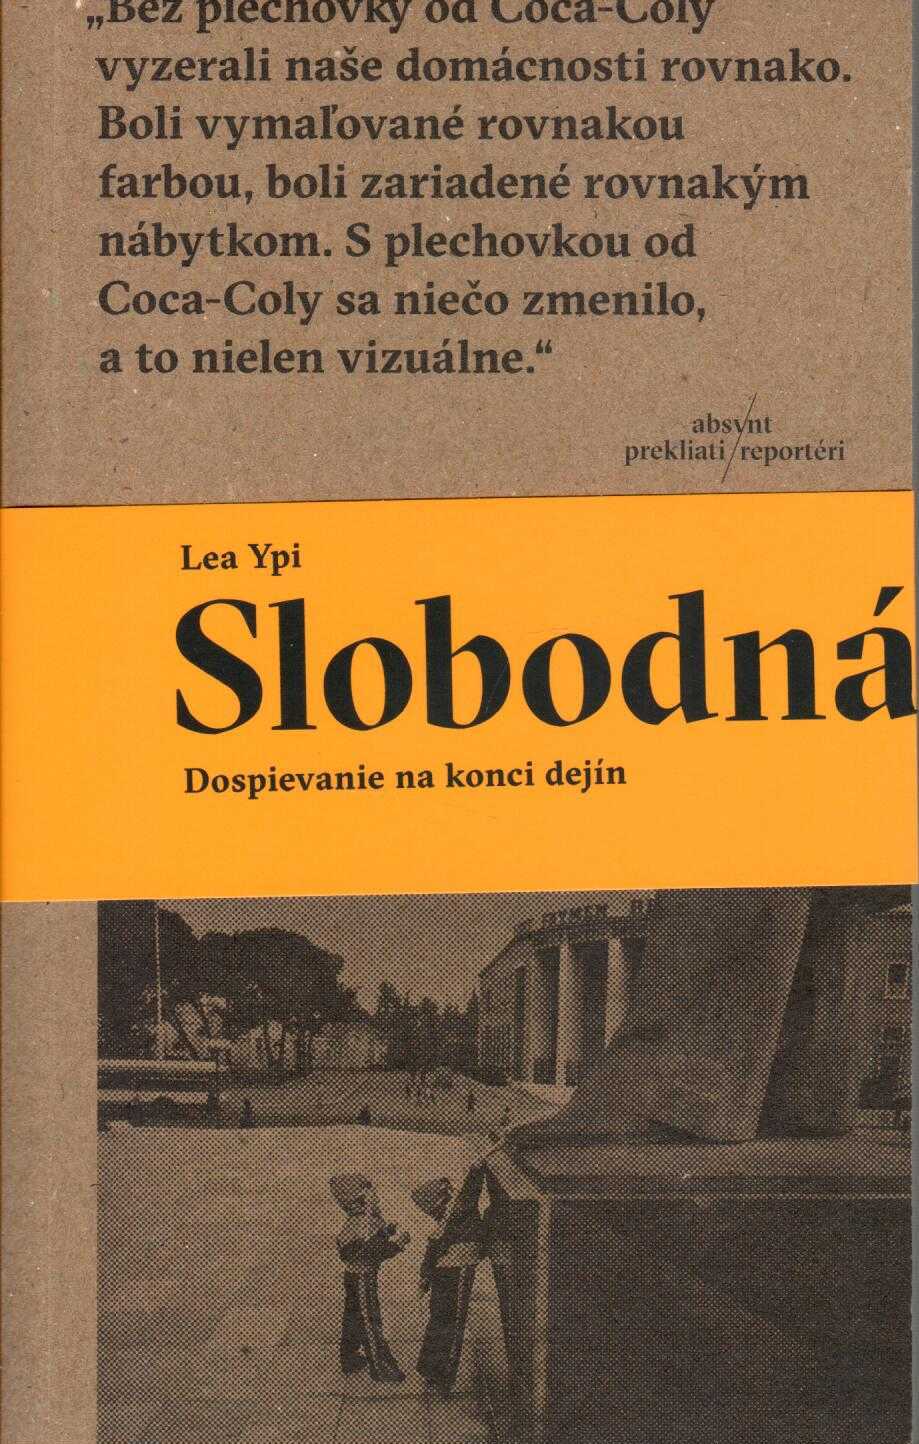 „Bez plechovky od Coca-Coly
vyzerali naše domácnosti rovnako.
Boli vymaľované rovnakou
farbou, boli zariadené rovnakým
nábytkom. S plechovkou od
Coca-Coly sa niečo zmenilo,
a to nielen vizuálne.“
absynt
prekliati/reportéri
Lea Ypi
Slobodná
Dospievanie na konci dejín